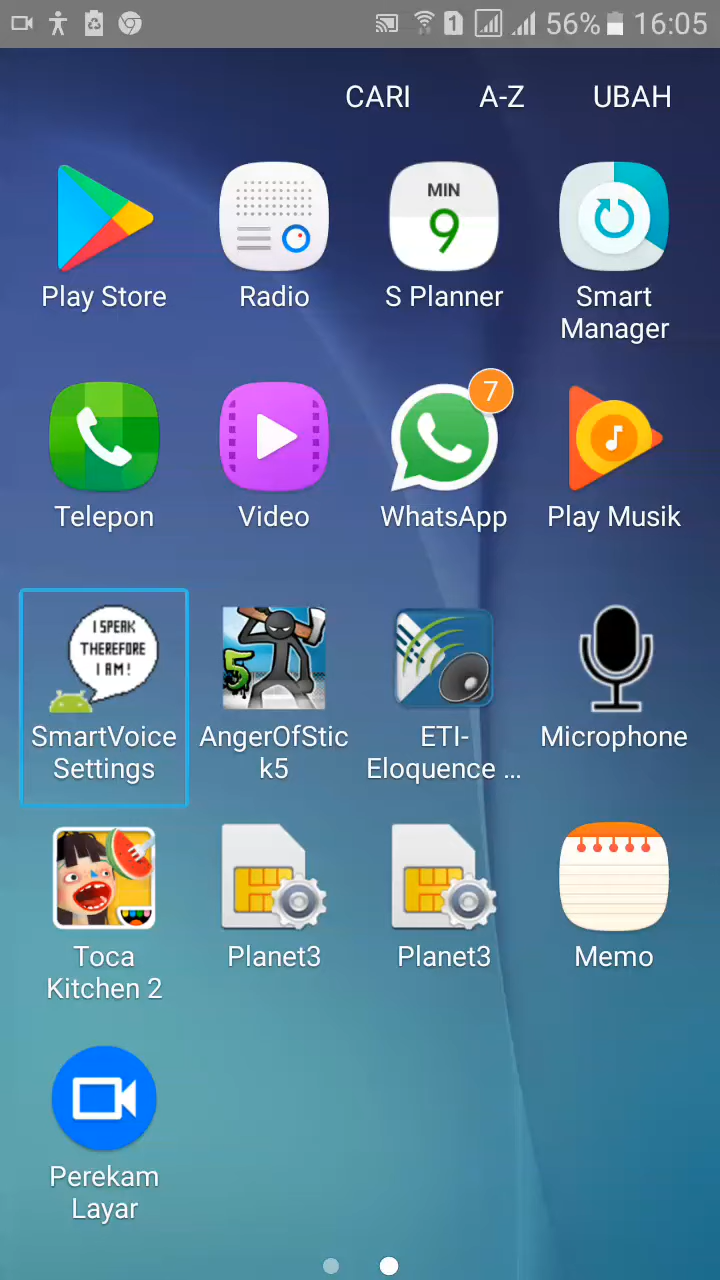 1 56% 16:05
CARI A-Z UBAH
MIN
9
Play Store Radio S Planner Smart
Manager
7
Telepon Video WhatsApp Play Musik
I SPEAK
THEREFORE
I AM!
5
SmartVoice AngerOfStic ETI- Microphone
Settings k5 Eloquence ...
Toca Planet3 Planet3 Memo
Kitchen 2
Perekam
Layar